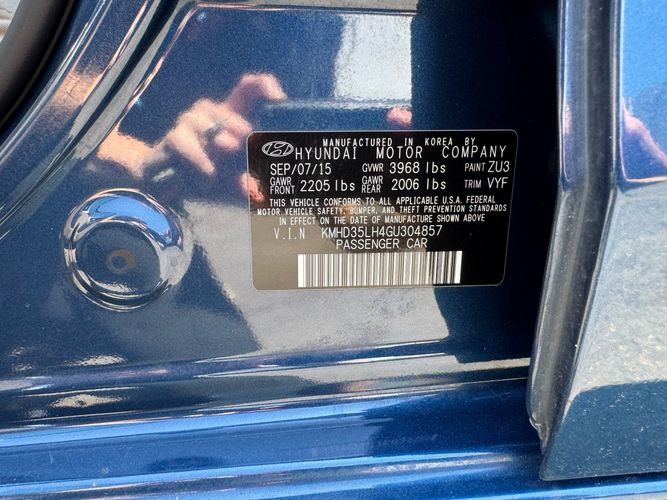 MANUFACTURED IN KOREA BY
HYUNDAI MOTOR COMPANY
SEP/07/15 GVWR 3968 lbs PAINT ZU3
GAWR FRONT 2205 lbs GAWR REAR 2006 lbs TRIM VYF
THIS VEHICLE CONFORMS TO ALL APPLICABLE U.S.A FEDERAL
MOTOR VEHICLE SAFETY, BUMPER, AND THEFT PREVENTION STANDARDS
IN EFFECT ON THE DATE OF MANUFACTURE SHOWN ABOVE.
V.I.N KMHD35LH4GU304857
PASSENGER CAR